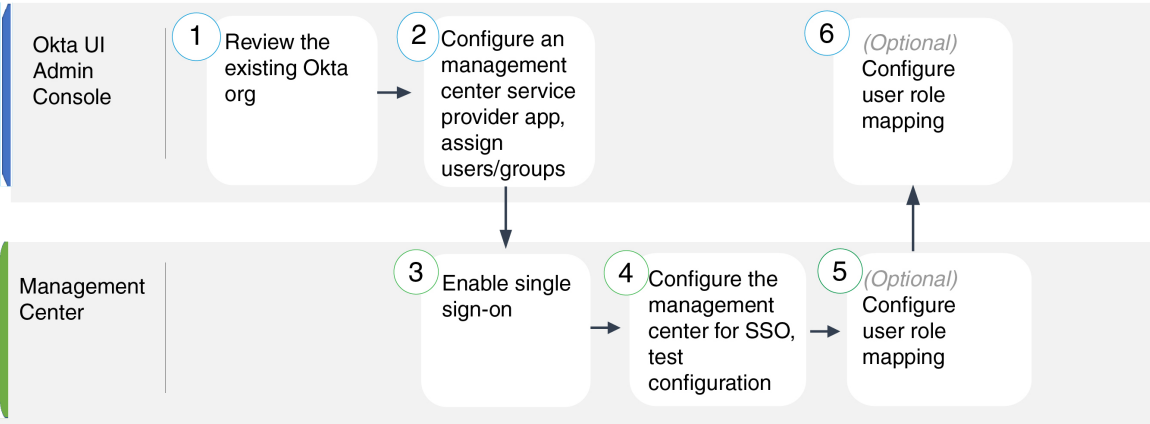 Okta UI
Admin
Console
1
Review the
existing Okta
org
2
Configure an
management
center service
provider app,
assign
users/groups
6
(Optional)
Configure
user role
mapping
Management
Center
3
Enable single
sign-on
4
Configure the
management
center for SSO,
test
configuration
5
(Optional)
Configure
user role
mapping